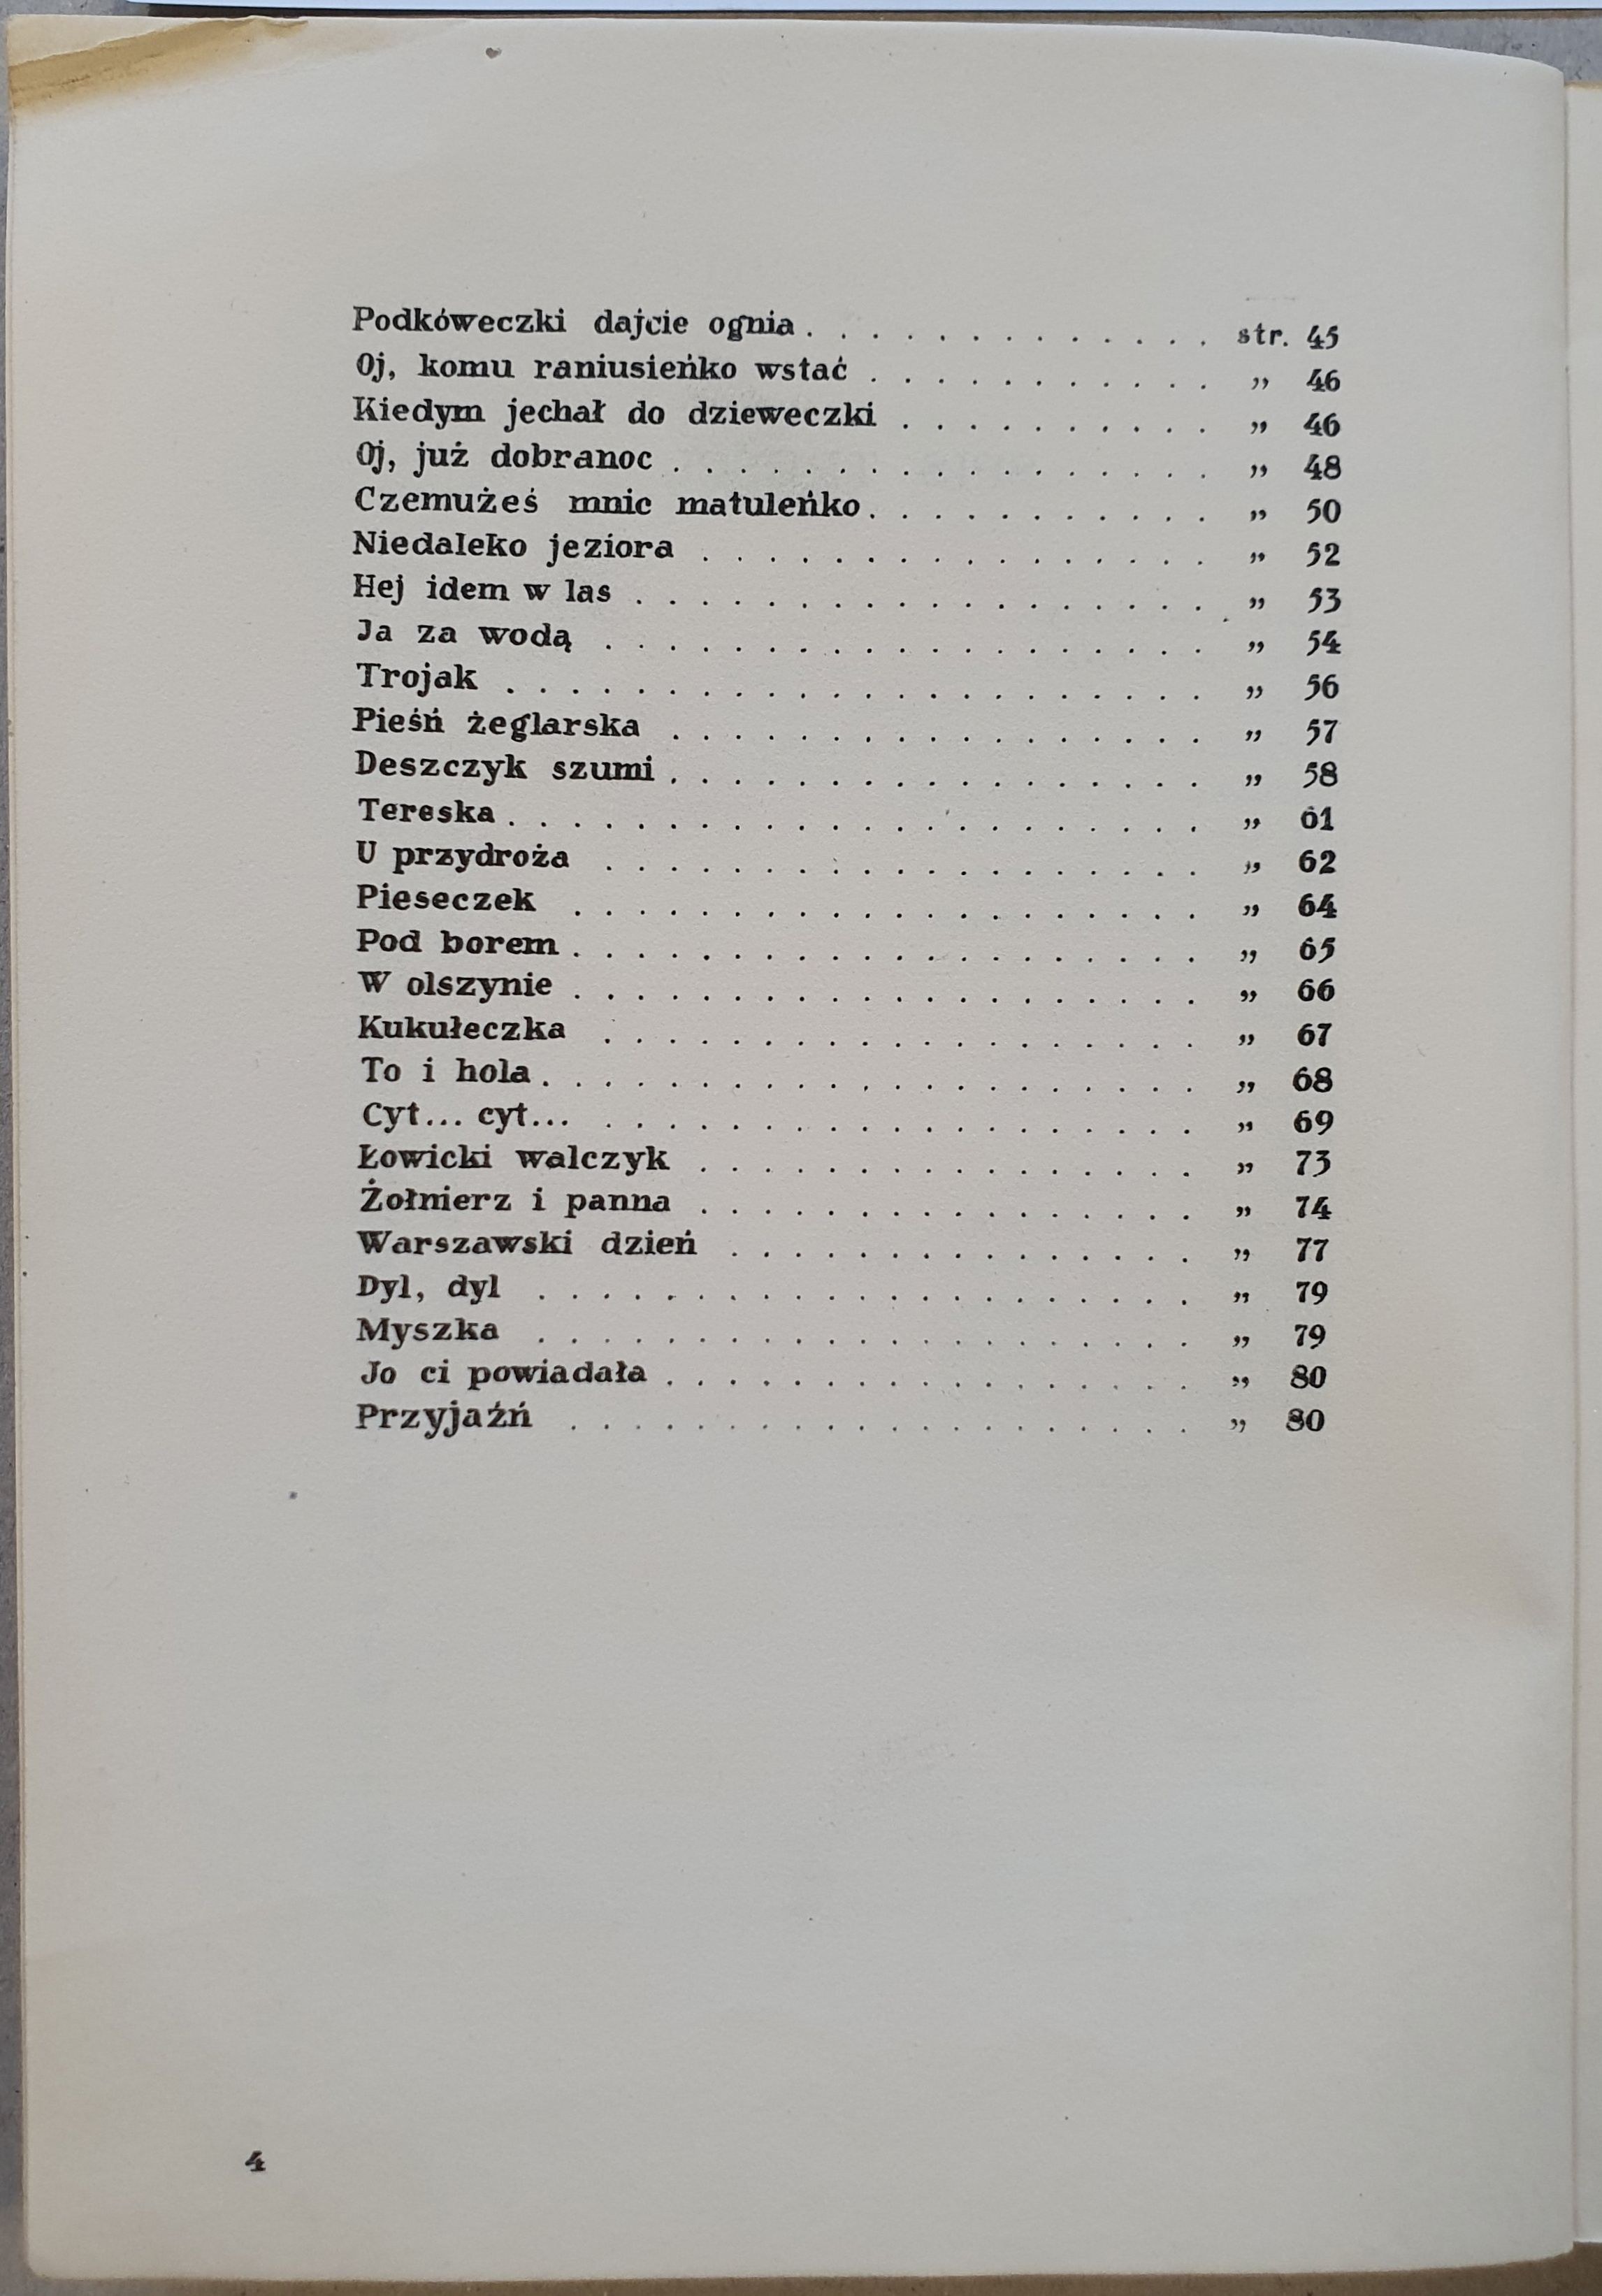 Podkóweczki dajcie ognia . . . . . . . . . . . . . str. 45
Oj, komu raniusieńko wstać . . . . . . . . . . . „ 46
Kiedym jechał do dzieweczki . . . . . . . . . . „ 46
Oj, już dobranoc . . . . . . . . . . . . . . . . . „ 48
Czemużeś mnie matuleńko . . . . . . . . . . . „ 50
Niedaleko jeziora . . . . . . . . . . . . . . . . „ 52
Hej idem w las . . . . . . . . . . . . . . . . . . „ 53
Ja za wodą . . . . . . . . . . . . . . . . . . . „ 54
Trojak . . . . . . . . . . . . . . . . . . . . . . „ 56
Pieśń żeglarska . . . . . . . . . . . . . . . . . „ 57
Deszczyk szumi . . . . . . . . . . . . . . . . . „ 58
Tereska . . . . . . . . . . . . . . . . . . . . . . „ 61
U przydroża . . . . . . . . . . . . . . . . . . . „ 62
Pieseczek . . . . . . . . . . . . . . . . . . . . „ 64
Pod borem . . . . . . . . . . . . . . . . . . . . „ 65
W olszynie . . . . . . . . . . . . . . . . . . . . „ 66
Kukułeczka . . . . . . . . . . . . . . . . . . . „ 67
To i hola . . . . . . . . . . . . . . . . . . . . . „ 68
Cyt... cyt... . . . . . . . . . . . . . . . . . . . „ 69
Łowicki walczyk . . . . . . . . . . . . . . . . „ 73
Żołnierz i panna . . . . . . . . . . . . . . . . „ 74
Warszawski dzień . . . . . . . . . . . . . . . „ 77
Dyl, dyl . . . . . . . . . . . . . . . . . . . . . „ 79
Myszka . . . . . . . . . . . . . . . . . . . . . „ 79
Jo ci powiadała . . . . . . . . . . . . . . . . . „ 80
Przyjaźń . . . . . . . . . . . . . . . . . . . . „ 80
4